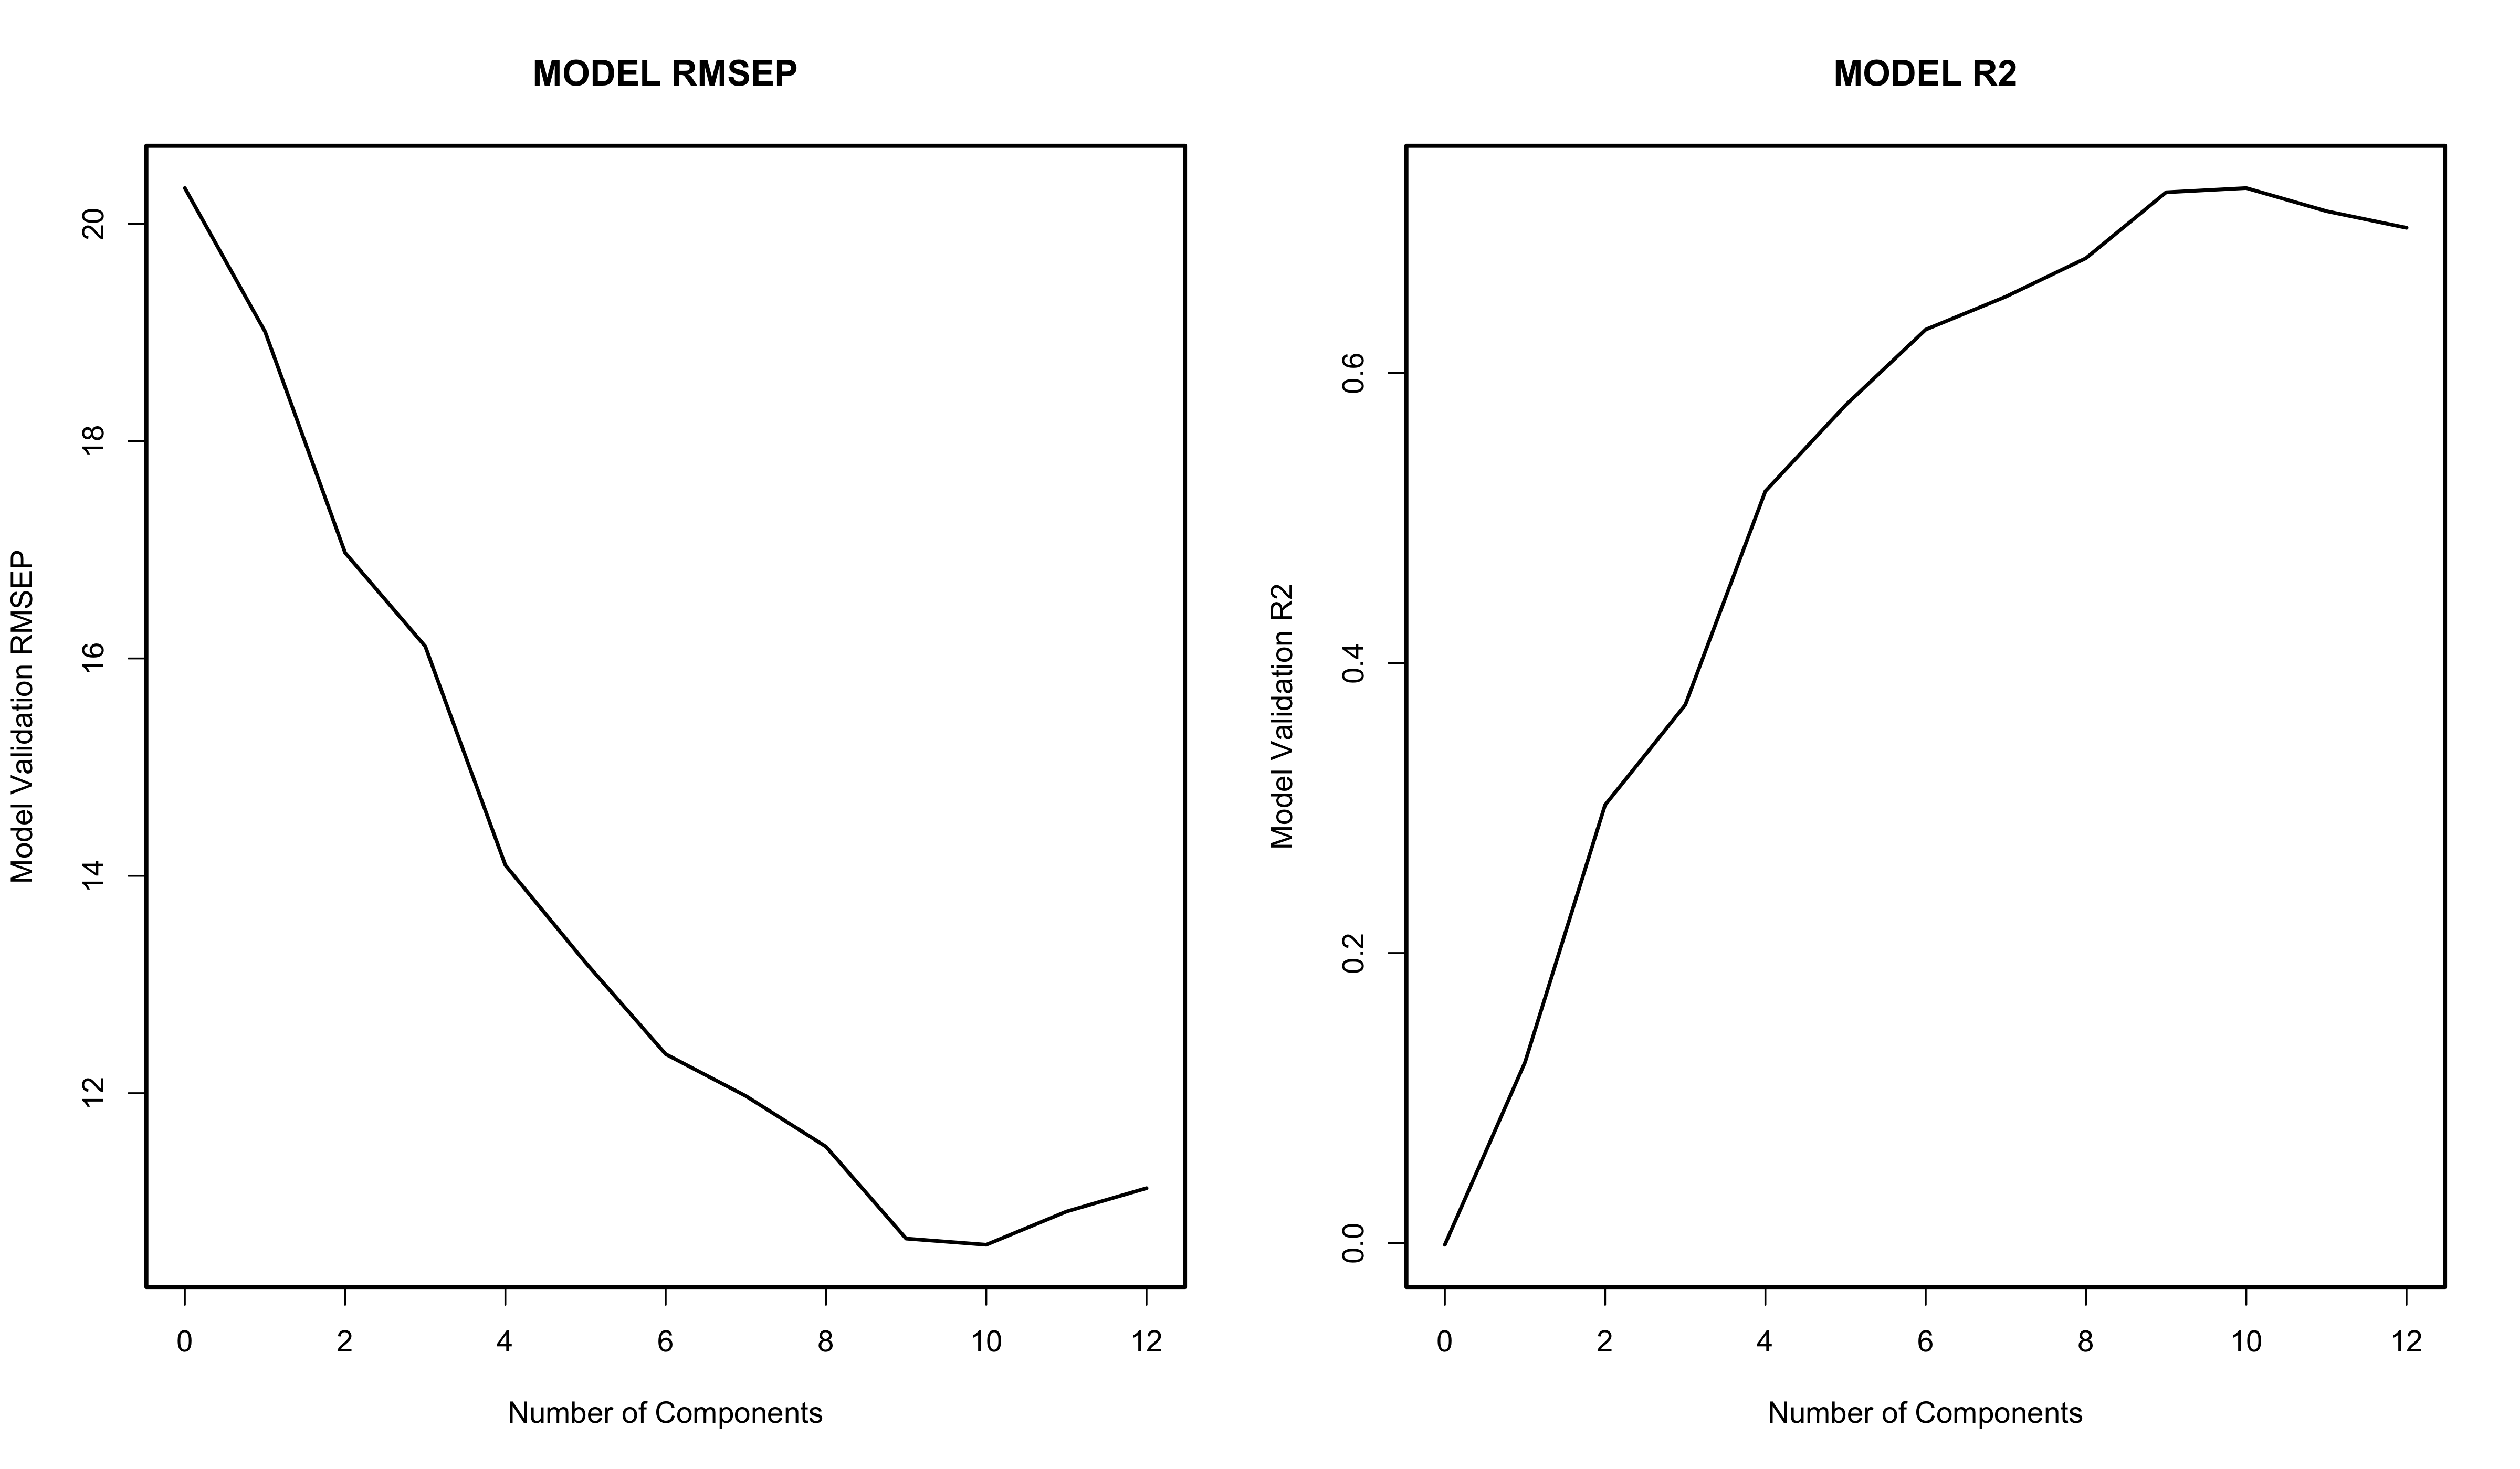 MODEL RMSEP
Model Validation RMSEP
20
18
16
14
12
0 2 4 6 8 10 12
Number of Components
MODEL R2
Model Validation R2
0.6
0.4
0.2
0.0
0 2 4 6 8 10 12
Number of Components